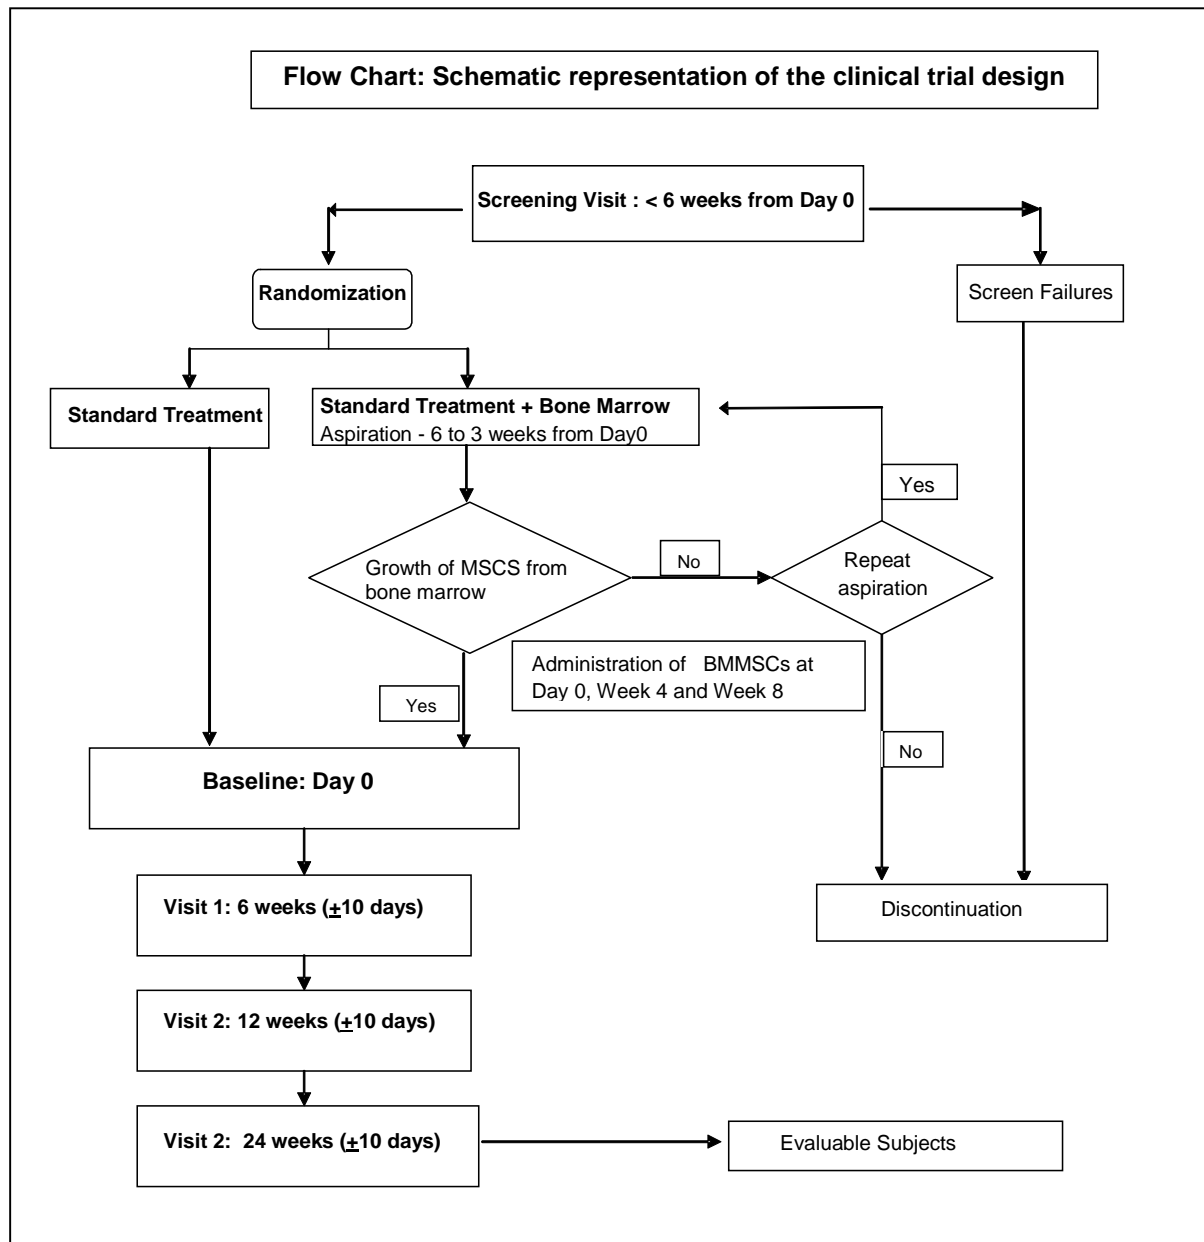 Flow Chart: Schematic representation of the clinical trial design
Screening Visit : < 6 weeks from Day 0
Randomization
Screen Failures
Standard Treatment
Standard Treatment + Bone Marrow
Aspiration - 6 to 3 weeks from Day0
Yes
Growth of MSCS from
bone marrow
No
Repeat
aspiration
Administration of BMMSCs at
Day 0, Week 4 and Week 8
Yes
No
Baseline: Day 0
Visit 1: 6 weeks (±10 days)
Discontinuation
Visit 2: 12 weeks (±10 days)
Visit 2: 24 weeks (±10 days)
Evaluable Subjects